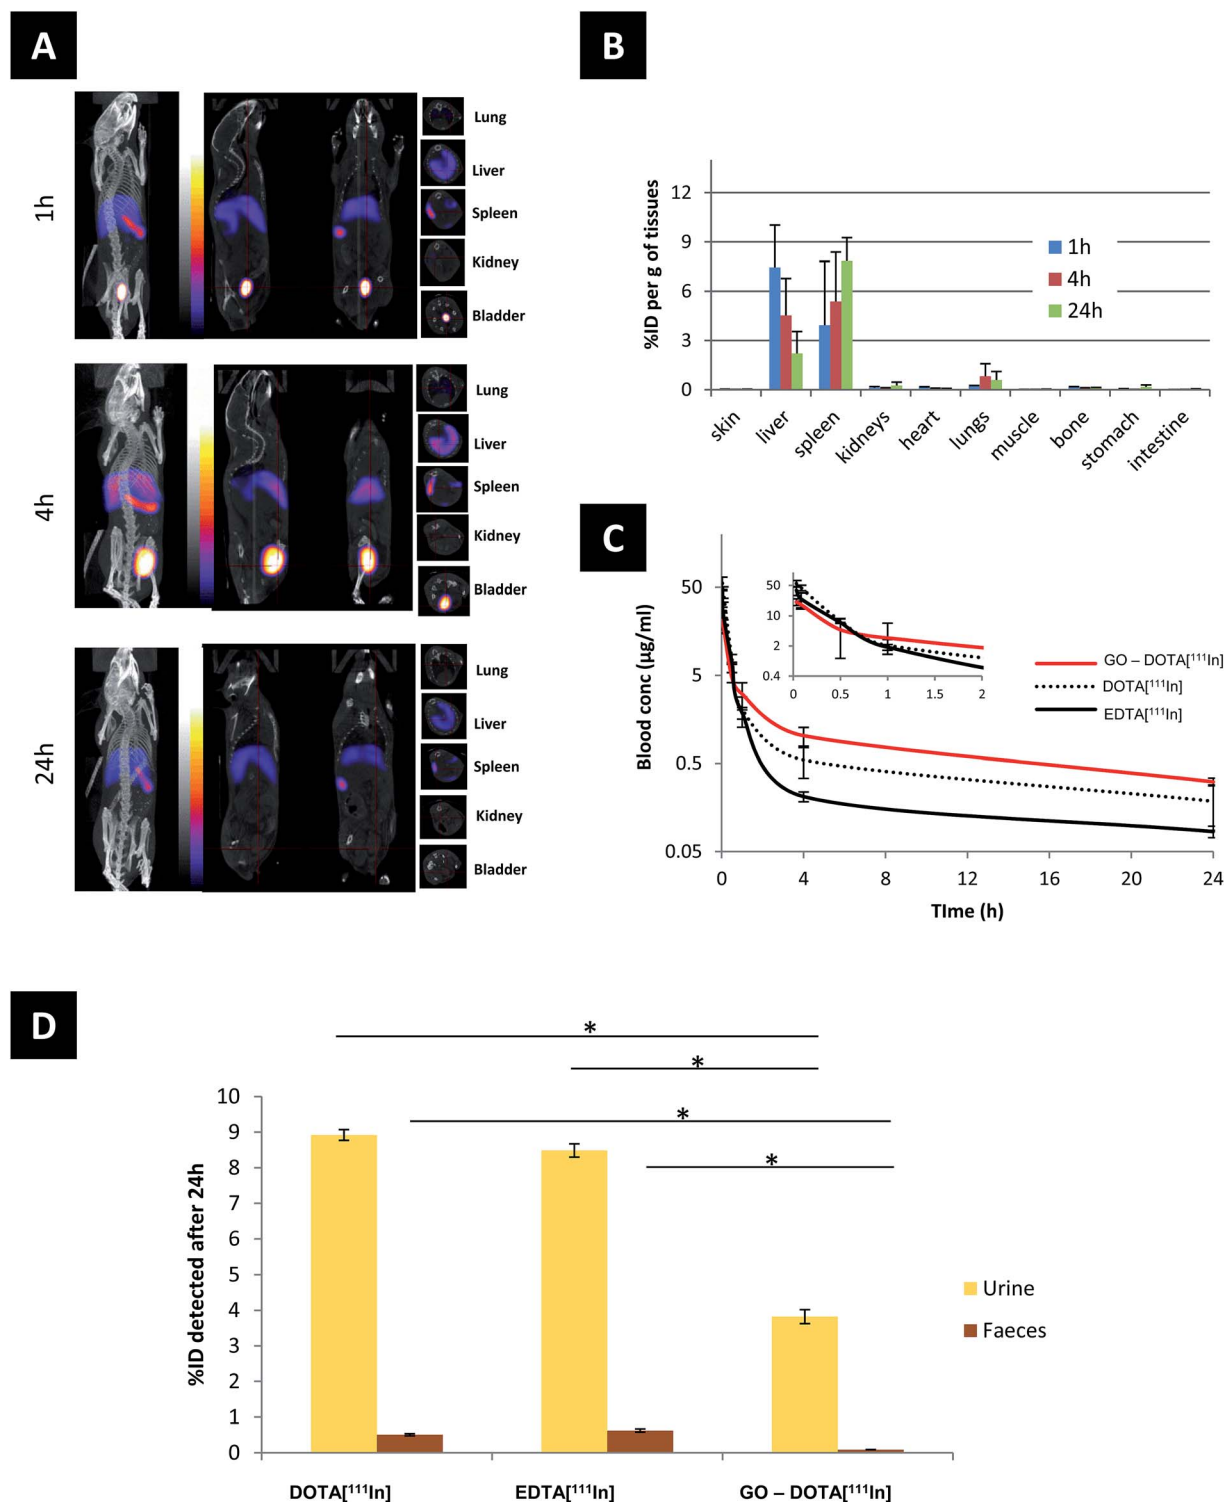 A
1h
Lung
Liver
Spleen
Kidney
Bladder
4h
Lung
Liver
Spleen
Kidney
Bladder
24h
Lung
Liver
Spleen
Kidney
Bladder
B
%ID per g of tissues
12
9
6
3
0
1h
4h
24h
skin
liver
spleen
kidneys
heart
lungs
muscle
bone
stomach
intestine
C
Blood conc (µg/ml)
50
5
0.5
0.05
0 4 8 12 16 20 24
TIme (h)
50
10
2
0.4
0 0.5 1 1.5 2
GO – DOTA[¹¹¹In]
DOTA[¹¹¹In]
EDTA[¹¹¹In]
D
*
*
*
*
%ID detected after 24h
10
9
8
7
6
5
4
3
2
1
0
Urine
Faeces
DOTA[¹¹¹In] EDTA[¹¹¹In] GO – DOTA[¹¹¹In]